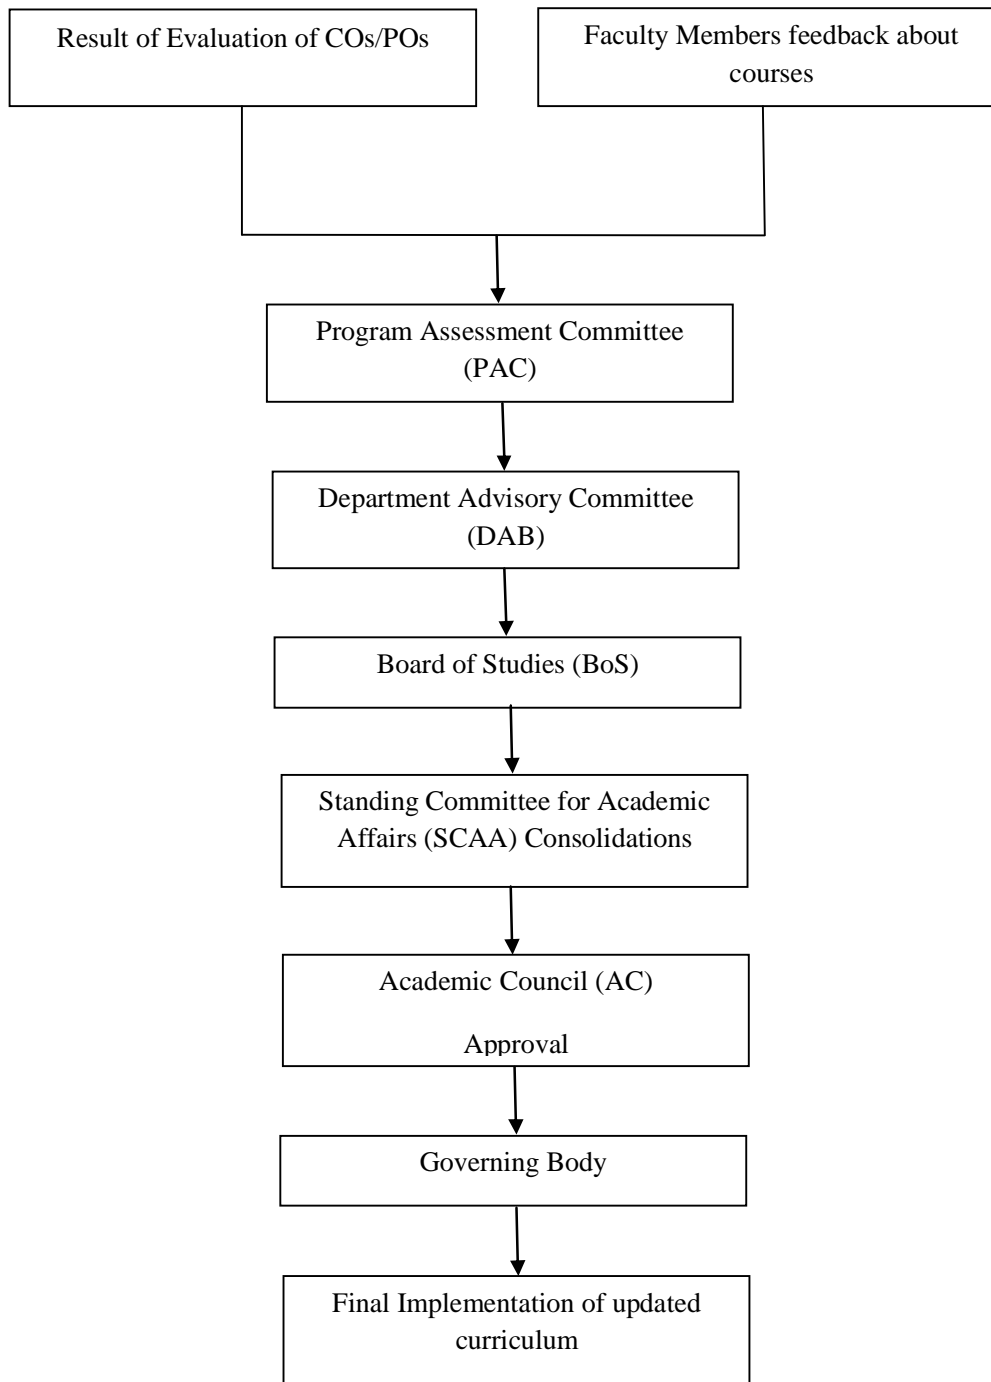 Result of Evaluation of COs/POs
Faculty Members feedback about
courses
Program Assessment Committee
(PAC)
Department Advisory Committee
(DAB)
Board of Studies (BoS)
Standing Committee for Academic
Affairs (SCAA) Consolidations
Academic Council (AC)
Approval
Governing Body
Final Implementation of updated
curriculum